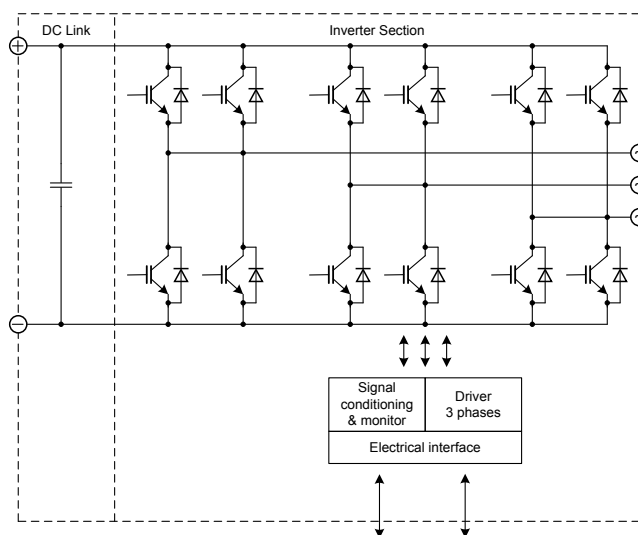 DC Link
Inverter Section
+
~
~
~
−
Signal
conditioning
& monitor
Driver
3 phases
Electrical interface